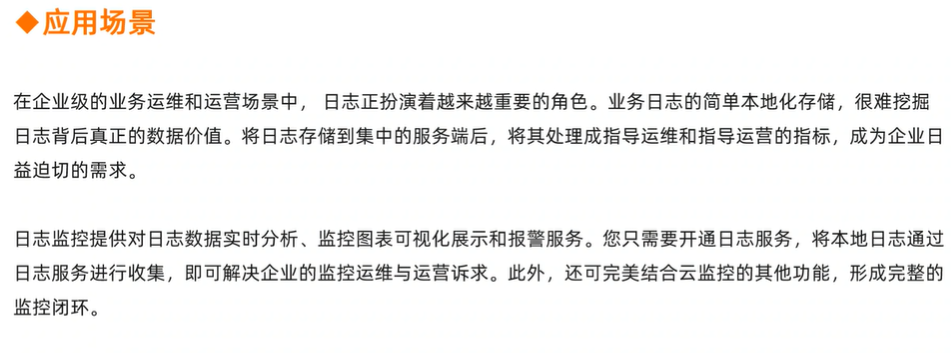 ◆应用场景
在企业级的业务运维和运营场景中， 日志正扮演着越来越重要的角色。业务日志的简单本地化存储，很难挖掘
日志背后真正的数据价值。将日志存储到集中的服务端后，将其处理成指导运维和指导运营的指标，成为企业日
益迫切的需求。
日志监控提供对日志数据实时分析、监控图表可视化展示和报警服务。您只需要开通日志服务，将本地日志通过
日志服务进行收集，即可解决企业的监控运维与运营诉求。此外，还可完美结合云监控的其他功能，形成完整的
监控闭环。